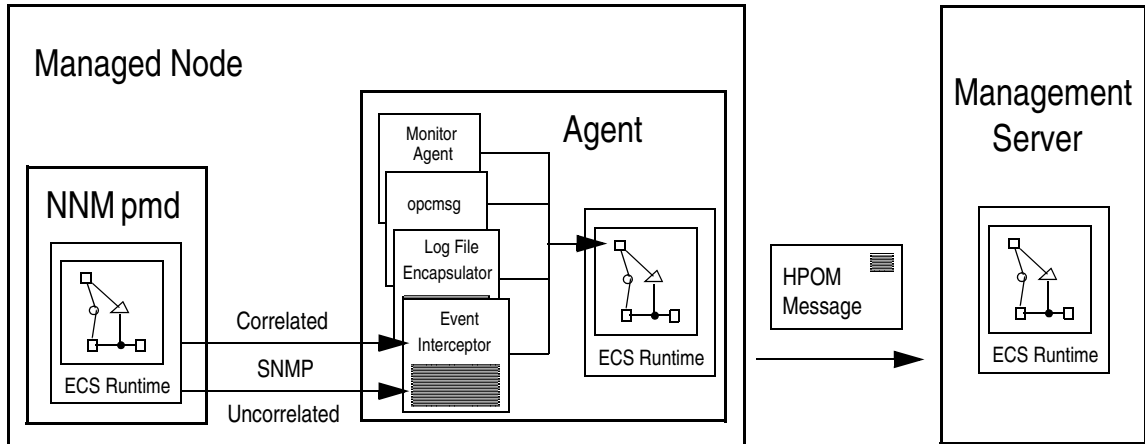 Managed Node
NNM pmd
ECS Runtime
Correlated
SNMP
Uncorrelated
Agent
Monitor
Agent
opcmsg
Log File
Encapsulator
Event
Interceptor
ECS Runtime
HPOM
Message
Management
Server
ECS Runtime